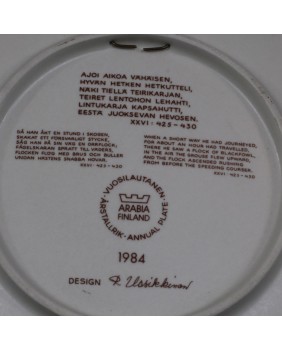 AJOI AIKOA VÄHÄISEN,
HYVÄN HETKEN HETKUTTELI,
NÄKI TIELLÄ TEIRIKARJAN,
TEIRET LENTOHON LEHAHTI,
LINTUKARJA KAPSAHUTTI,
EESTÄ JUOKSEVAN HEVOSEN.
XXVI: 423-430
SÅ HAN ÅKT EN STUND I SKOGEN,
SKAKAT ETT FÖRSVARLIGT STYCKE,
SÅG HAN PÅ SIN VÄG EN ORRFLOCK,
FÅGELSKARAN SPRATT TILL VÄDERS,
FLOCKEN FLÖG MED BRUS OCH BULLER
UNDAN HÄSTENS SNABBA HOVAR.
XXVI: 423-430
WHEN A SHORT WAY HE HAD JOURNEYED,
FOR ABOUT AN HOUR HAD TRAVELLED,
THERE HE SAW A FLOCK OF BLACKFOWL,
IN THE AIR THE GROUSE FLEW UPWARD,
AND THE FLOCK ASCENDED RUSHING
FROM BEFORE THE SPEEDING COURSER.
XXVI: 423-430
VUOSILAUTANEN
ARABIA
FINLAND
ÅRSTALLRIK - ANNUAL PLATE
1984
DESIGN R. Uosikkinen